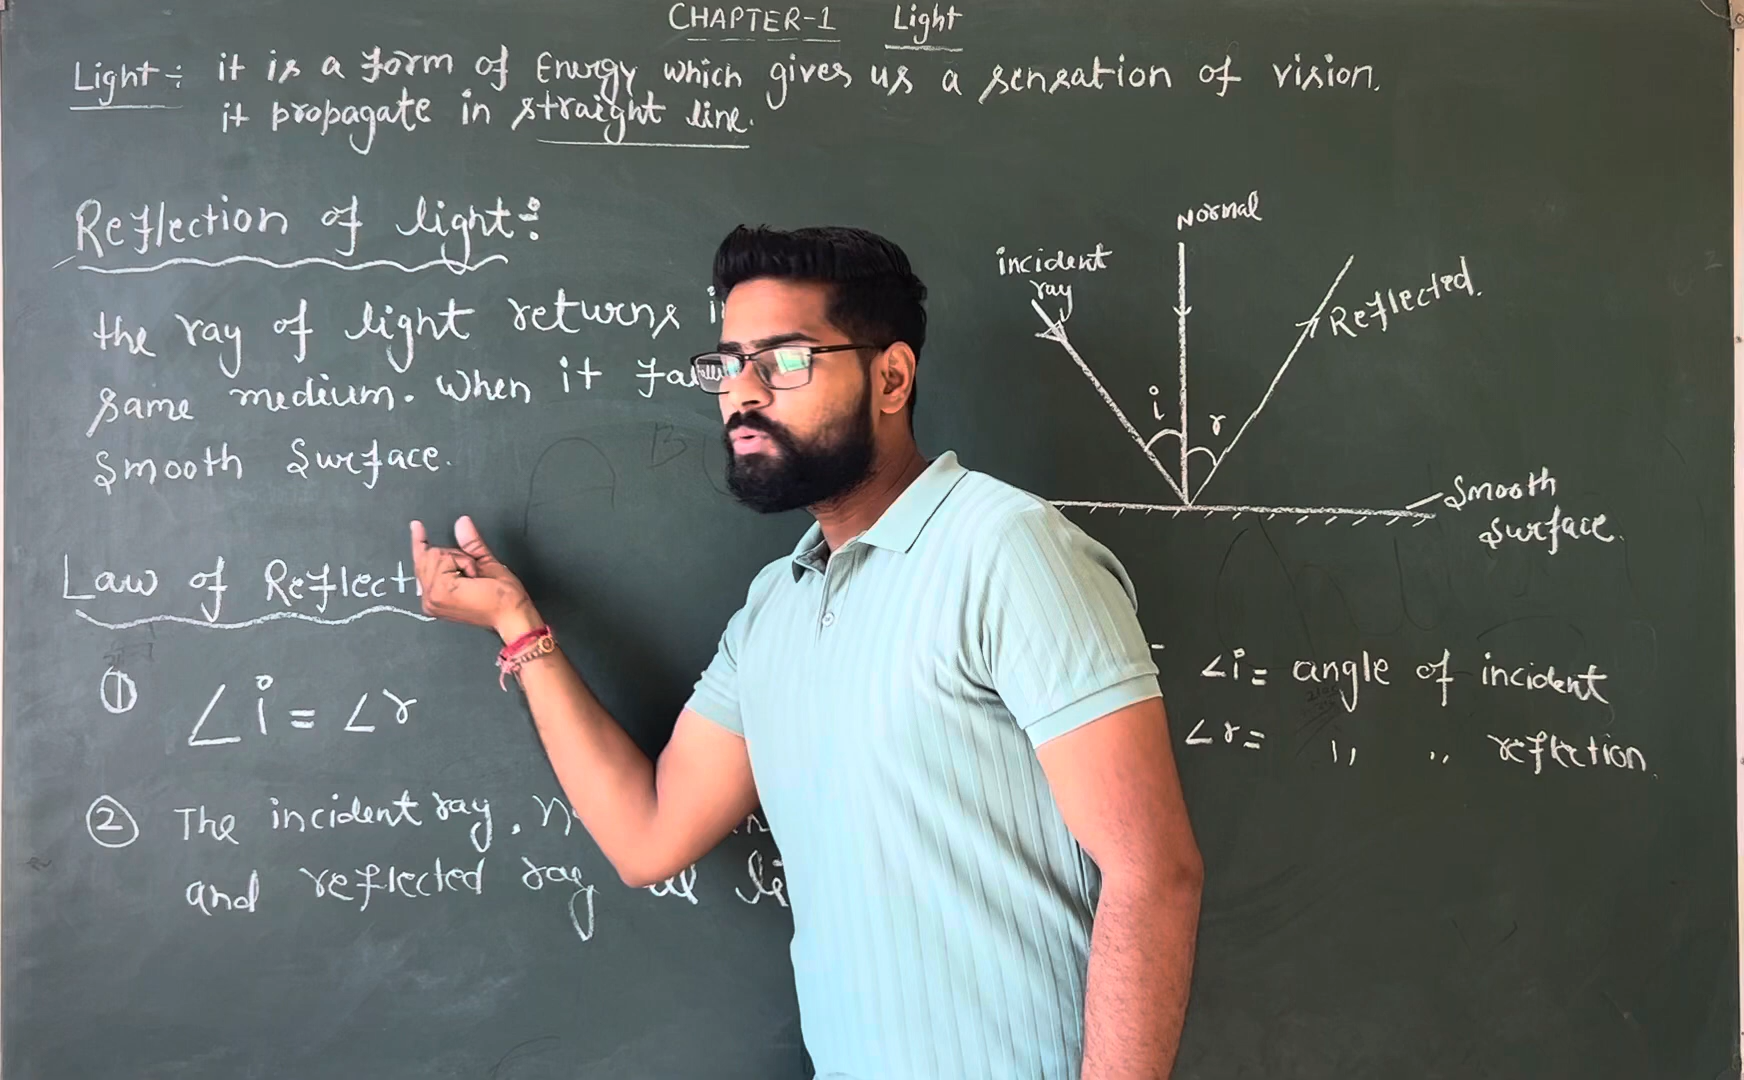 CHAPTER-1 Light
Light ÷ it is a form of Energy which gives us a sensation of vision.
it propagate in straight line.
Reflection of light ÷
the ray of light returns
same medium. When it
Smooth Surface.
Law of
① ∠i = ∠r
② The incident ray,
and reflected ray
Normal
incident
ray
Reflected.
i r
Smooth
surface.
∠i = angle of incident
∠r = ,, ,, reflection.